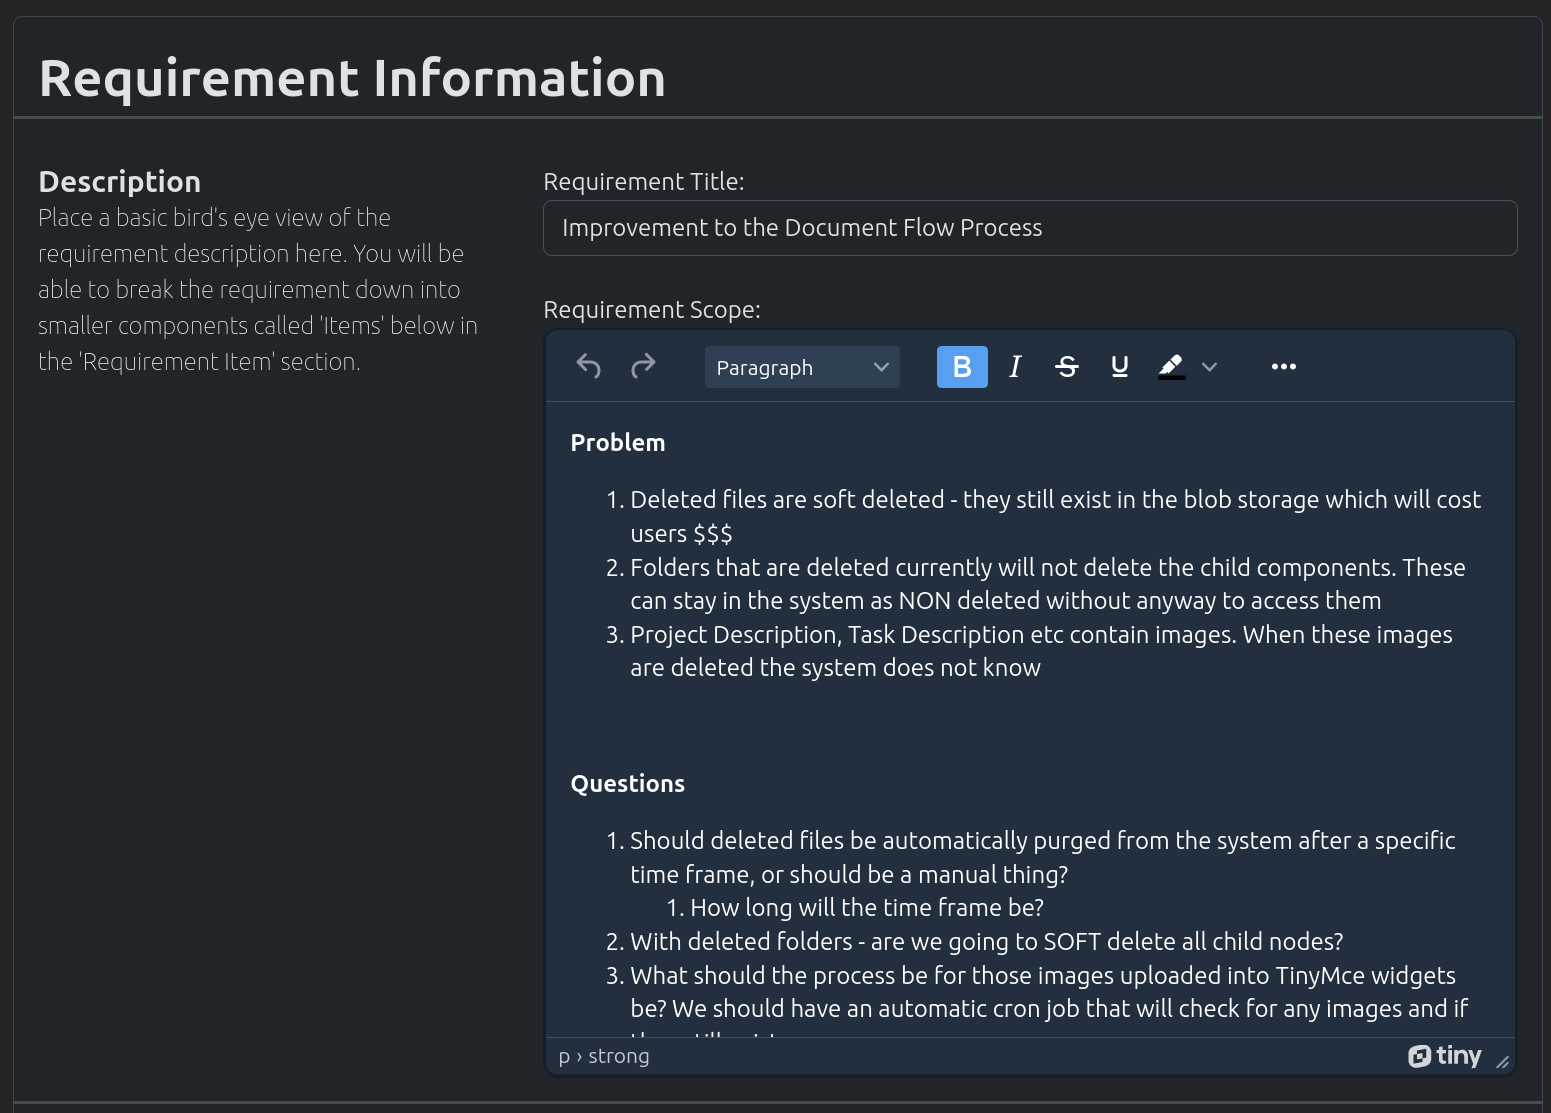 Requirement Information
Description
Place a basic bird's eye view of the
requirement description here. You will be
able to break the requirement down into
smaller components called 'Items' below in
the 'Requirement Item' section.
Requirement Title:
Improvement to the Document Flow Process
Requirement Scope:
Paragraph
B I S U
Problem
1. Deleted files are soft deleted - they still exist in the blob storage which will cost
users $$$
2. Folders that are deleted currently will not delete the child components. These
can stay in the system as NON deleted without anyway to access them
3. Project Description, Task Description etc contain images. When these images
are deleted the system does not know
Questions
1. Should deleted files be automatically purged from the system after a specific
time frame, or should be a manual thing?
1. How long will the time frame be?
2. With deleted folders - are we going to SOFT delete all child nodes?
3. What should the process be for those images uploaded into TinyMce widgets
be? We should have an automatic cron job that will check for any images and if
p › strong
tiny